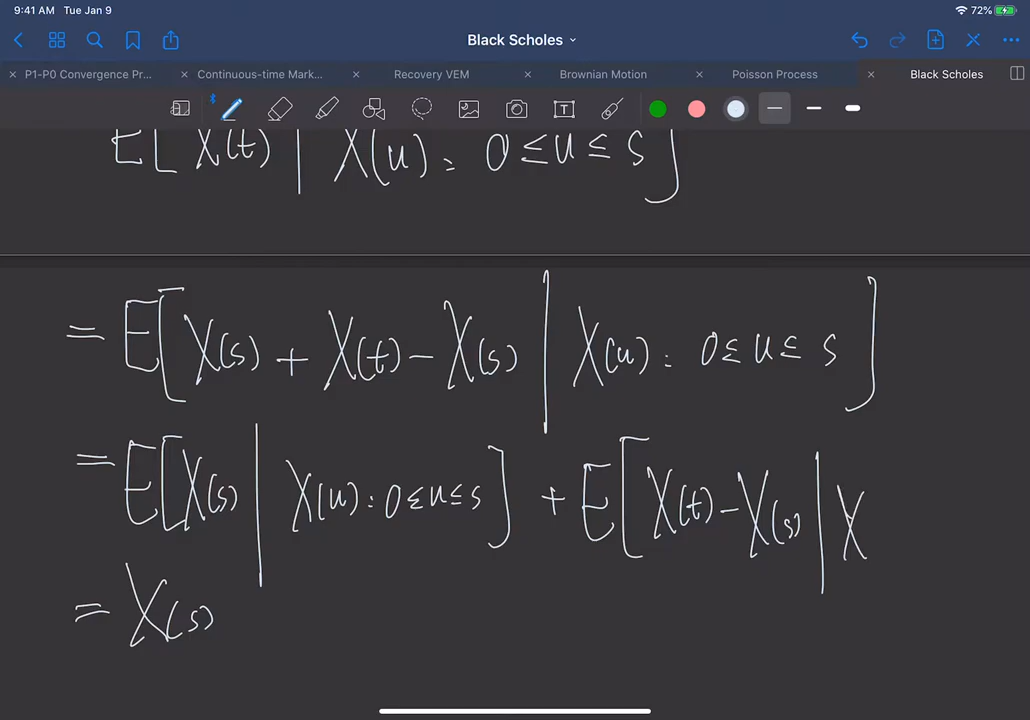 9:41 AM Tue Jan 9 72%
Black Scholes
P1-P0 Convergence Pr... Continuous-time Mark... Recovery VEM Brownian Motion Poisson Process Black Scholes
E[X(t) | X(u): 0 ≤ u ≤ s]
= E[X(s) + X(t) - X(s) | X(u): 0 ≤ u ≤ s]
= E[X(s) | X(u): 0 ≤ u ≤ s] + E[X(t) - X(s) | X
= X(s)